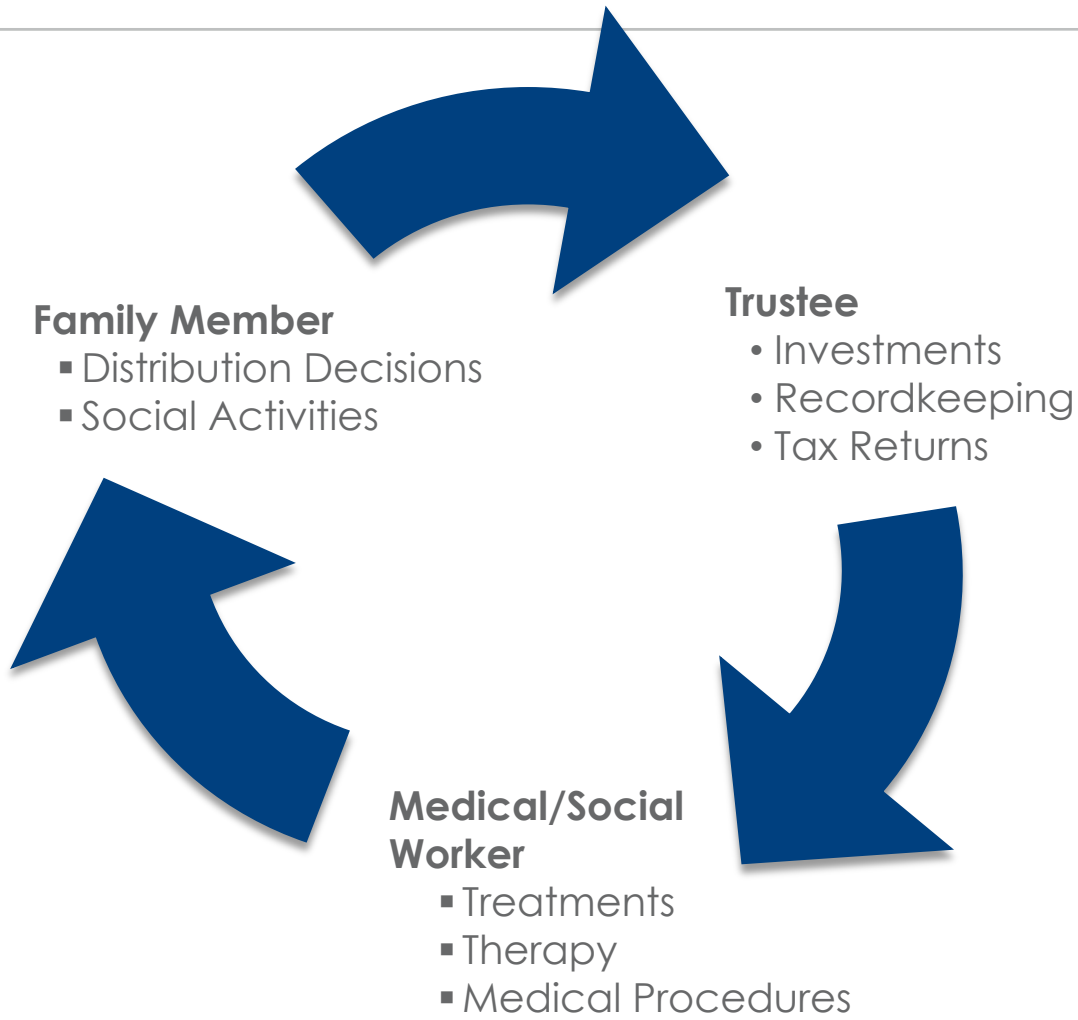 Family Member
▪ Distribution Decisions
▪ Social Activities
Trustee
• Investments
• Recordkeeping
• Tax Returns
Medical/Social
Worker
▪ Treatments
▪ Therapy
▪ Medical Procedures